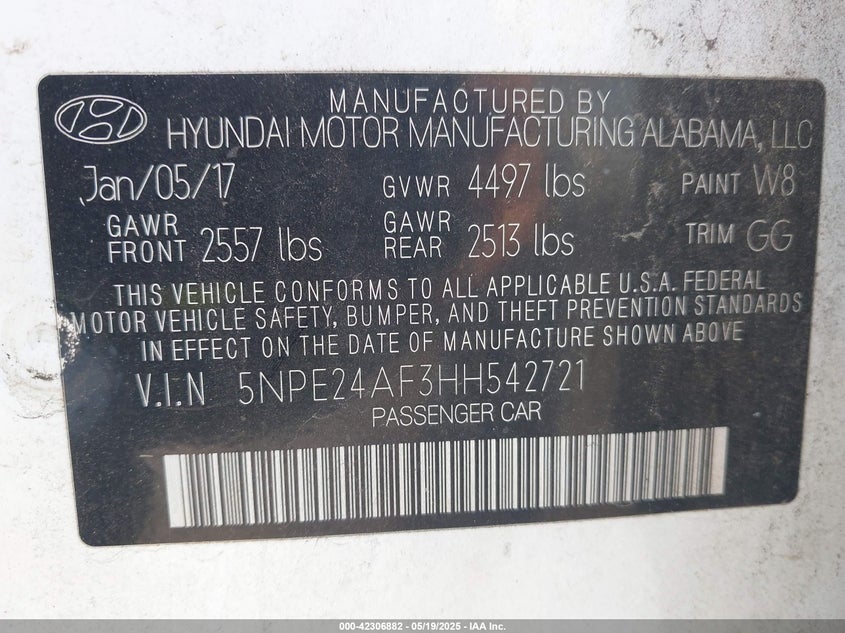 MANUFACTURED BY
HYUNDAI MOTOR MANUFACTURING ALABAMA, LLC
Jan/05/17 GVWR 4497 lbs PAINT W8
GAWR FRONT 2557 lbs GAWR REAR 2513 lbs TRIM GG
THIS VEHICLE CONFORMS TO ALL APPLICABLE U.S.A. FEDERAL
MOTOR VEHICLE SAFETY, BUMPER, AND THEFT PREVENTION STANDARDS
IN EFFECT ON THE DATE OF MANUFACTURE SHOWN ABOVE
V.I.N 5NPE24AF3HH542721
PASSENGER CAR
000-42306882 - 05/19/2025 - IAA Inc.